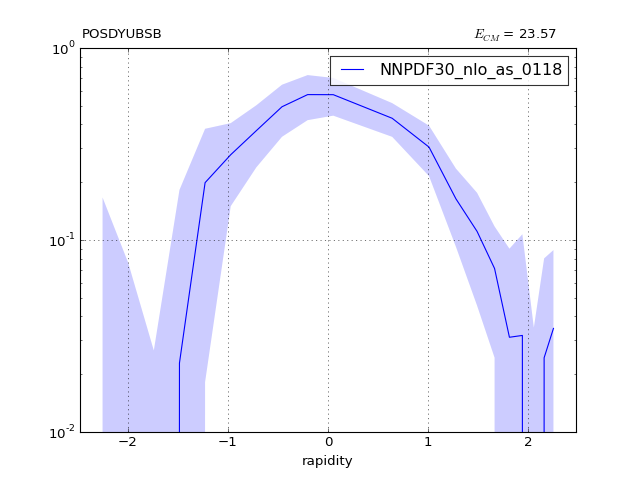 POSDYUBSB
E_CM = 23.57
NNPDF30_nlo_as_0118
10^0
10^-1
10^-2
−2 −1 0 1 2
rapidity